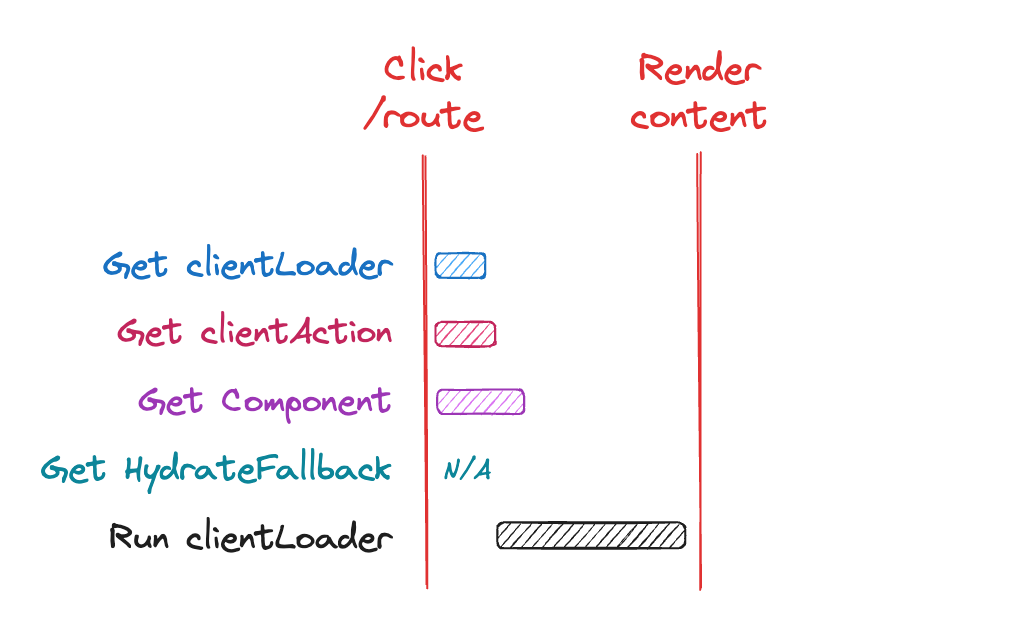 Click
/route
Render
content
Get clientLoader
Get clientAction
Get Component
Get HydrateFallback N/A
Run clientLoader